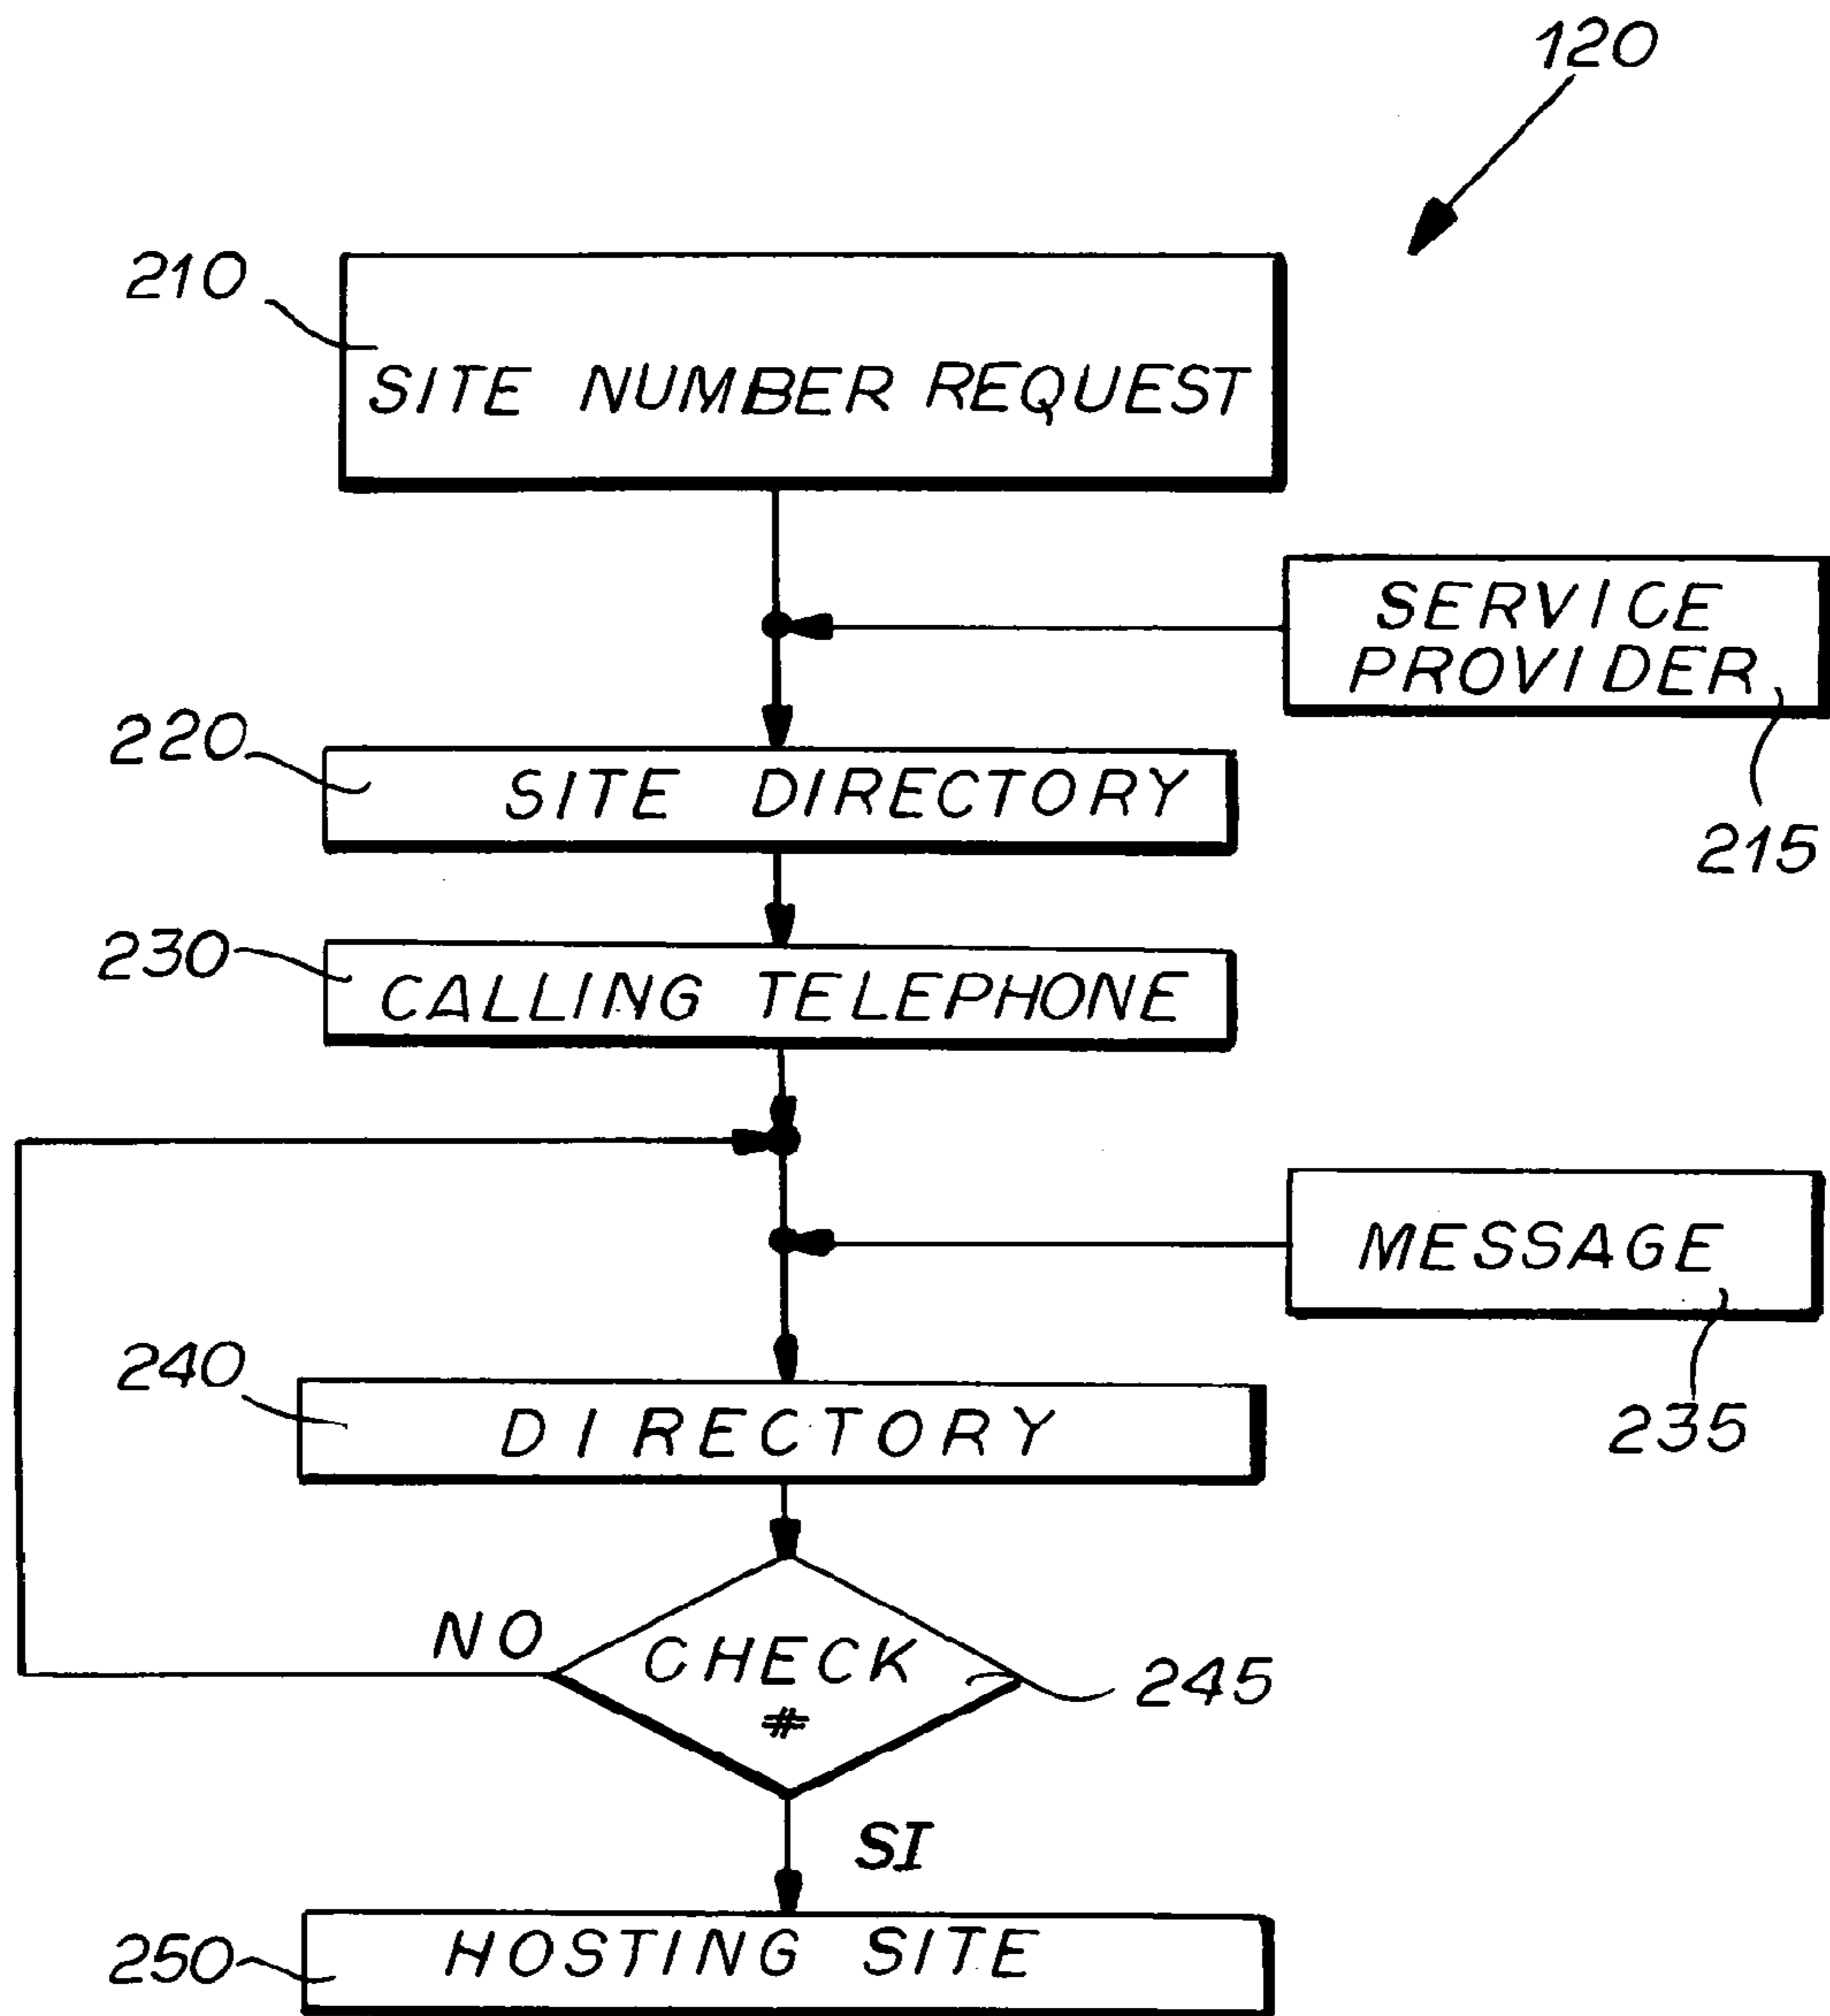 120
210
SITE NUMBER REQUEST
SERVICE
PROVIDER
215
220
SITE DIRECTORY
230
CALLING TELEPHONE
MESSAGE
235
240
DIRECTORY
NO
CHECK
#
245
SI
250
HOSTING SITE